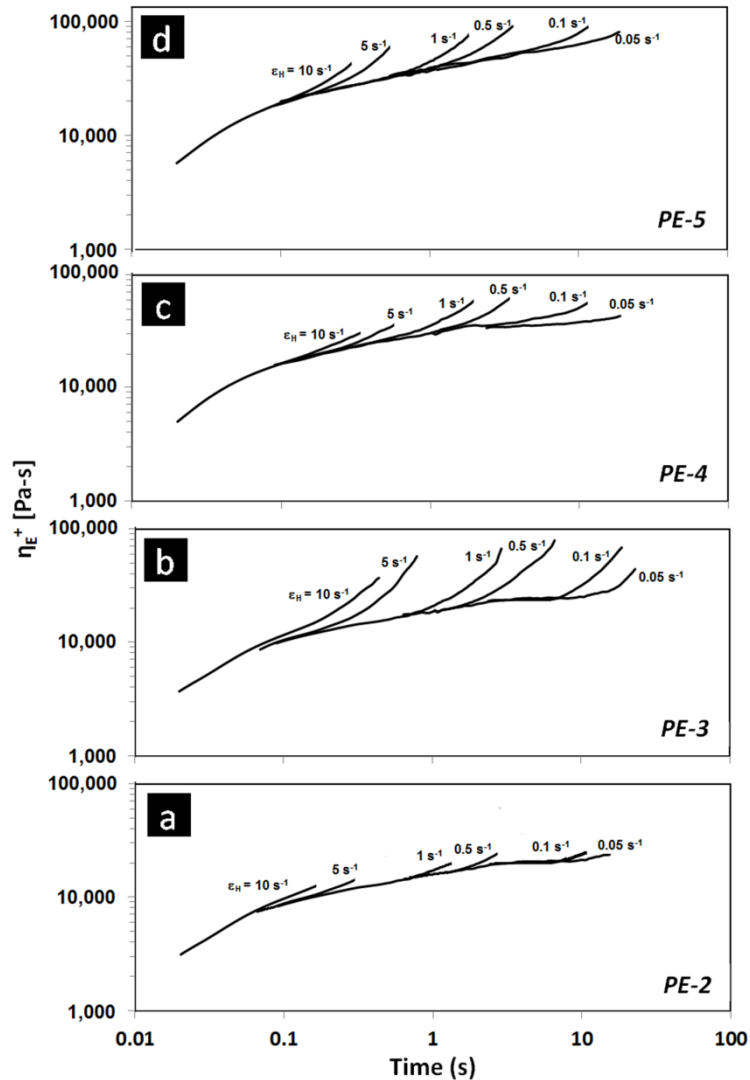 100,000
d
5 s-1
1 s-1
0.5 s-1
0.1 s-1
0.05 s-1
εH = 10 s-1
10,000
PE-5
1,000
100,000
c
5 s-1
1 s-1
0.5 s-1
0.1 s-1
0.05 s-1
εH = 10 s-1
10,000
PE-4
1,000
ηE+ [Pa-s]
100,000
b
5 s-1
1 s-1
0.5 s-1
0.1 s-1
0.05 s-1
εH = 10 s-1
10,000
PE-3
1,000
100,000
a
εH = 10 s-1
5 s-1
1 s-1
0.5 s-1
0.1 s-1
0.05 s-1
10,000
PE-2
1,000
0.01 0.1 1 10 100
Time (s)